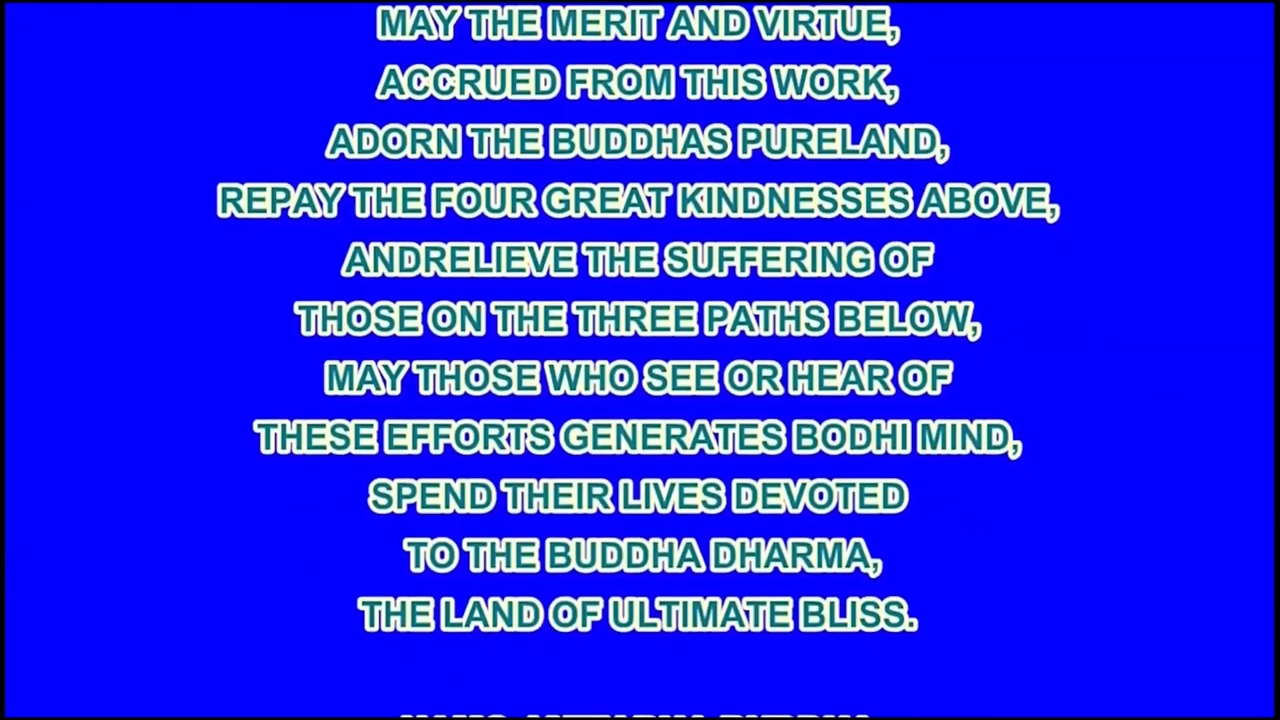 MAY THE MERIT AND VIRTUE,
ACCRUED FROM THIS WORK,
ADORN THE BUDDHAS PURELAND,
REPAY THE FOUR GREAT KINDNESSES ABOVE,
ANDRELIEVE THE SUFFERING OF
THOSE ON THE THREE PATHS BELOW,
MAY THOSE WHO SEE OR HEAR OF
THESE EFFORTS GENERATES BODHI MIND,
SPEND THEIR LIVES DEVOTED
TO THE BUDDHA DHARMA,
THE LAND OF ULTIMATE BLISS.